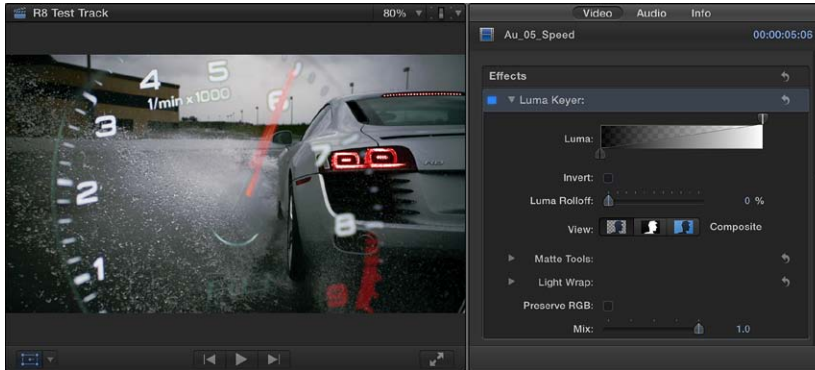 R8 Test Track
80%
Video Audio Info
Au_05_Speed
00:00:05:06
Effects
Luma Keyer:
Luma:
Invert:
Luma Rolloff:
0 %
View:
Composite
Matte Tools:
Light Wrap:
Preserve RGB:
Mix:
1.0
5
4
1/min x 1000
6
3
7
2
8
1
9